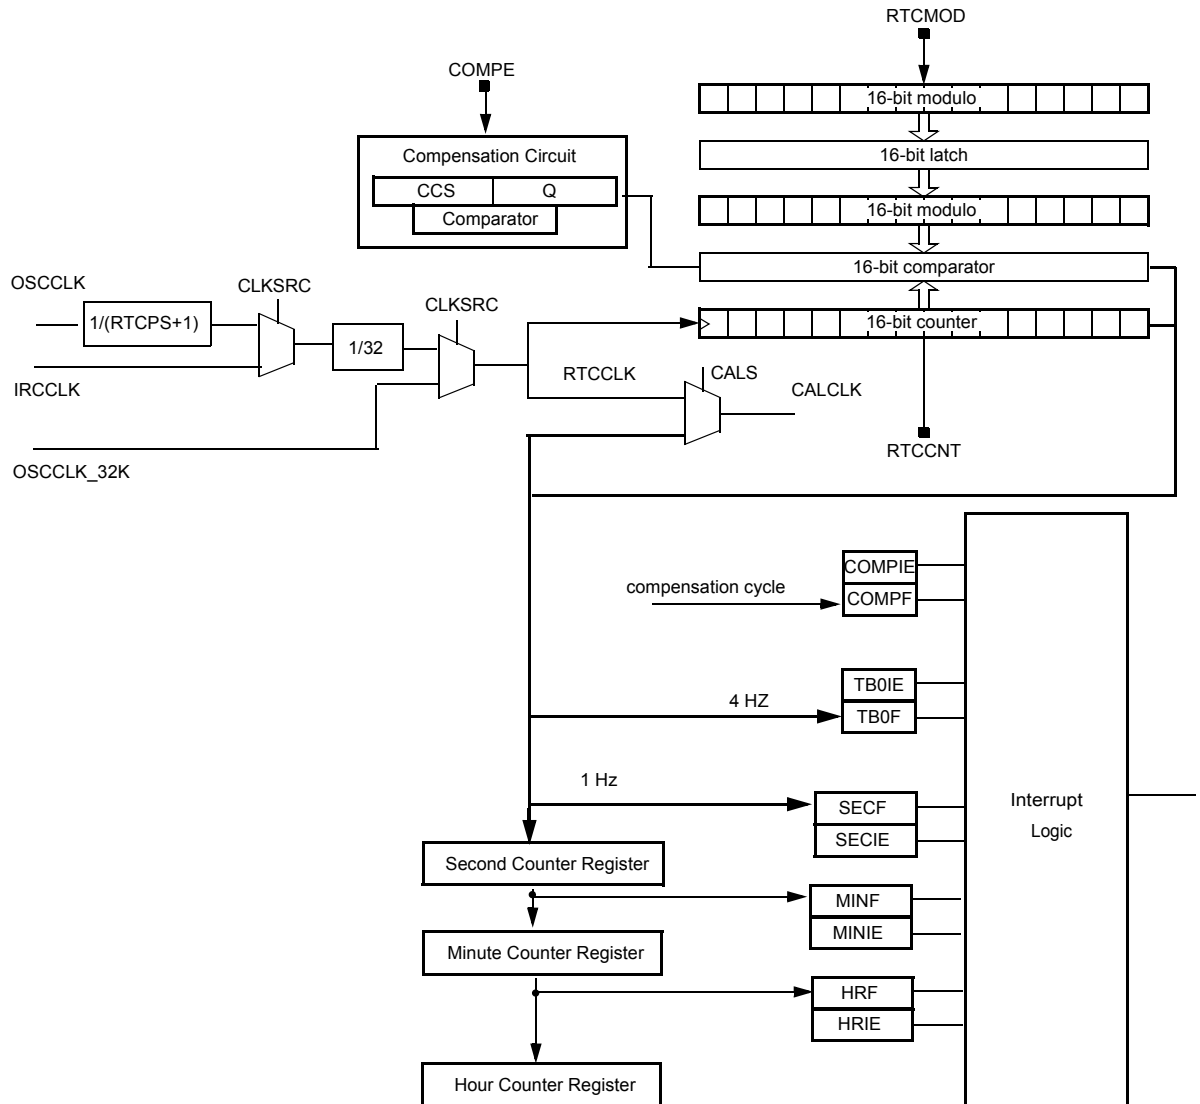 RTCMOD
COMPE
16-bit modulo
Compensation Circuit
16-bit latch
CCS
Q
16-bit modulo
Comparator
16-bit comparator
OSCCLK
CLKSRC
CLKSRC
1/(RTCPS+1)
16-bit counter
1/32
IRCCLK
RTCCLK
CALS
CALCLK
RTCCNT
OSCCLK_32K
COMPIE
compensation cycle
COMPF
TB0IE
4 HZ
TB0F
1 Hz
SECF
Interrupt
Logic
SECIE
Second Counter Register
MINF
MINIE
Minute Counter Register
HRF
HRIE
Hour Counter Register